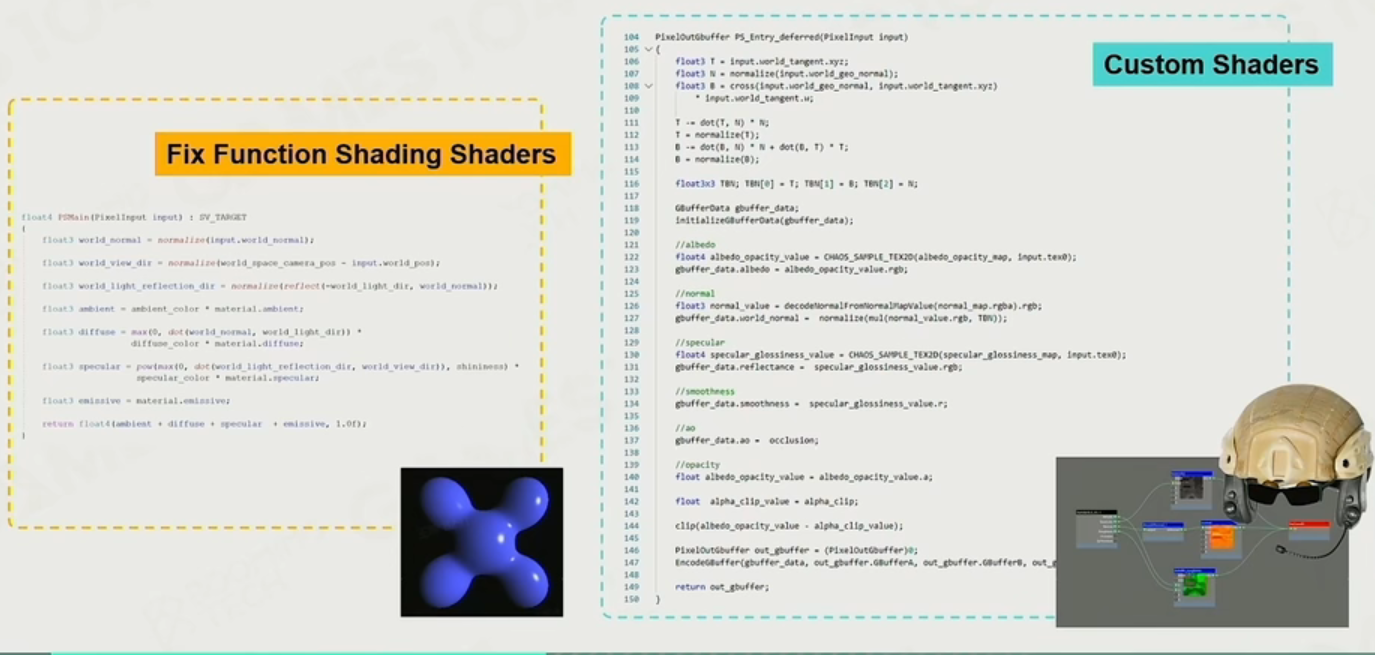 Fix Function Shading Shaders
float4 PSMain(PixelInput input) : SV_TARGET
{
float3 world_normal = normalize(input.world_normal);
float3 world_view_dir = normalize(world_space_camera_pos - input.world_pos);
float3 world_light_reflection_dir = normalize(reflect(-world_light_dir, world_normal));
float3 ambient = ambient_color * material.ambient;
float3 diffuse = max(0, dot(world_normal, world_light_dir)) *
diffuse_color * material.diffuse;
float3 specular = pow(max(0, dot(world_light_reflection_dir, world_view_dir)), shininess) *
specular_color * material.specular;
float3 emissive = material.emissive;
return float4(ambient + diffuse + specular + emissive, 1.0f);
}
Custom Shaders
104 PixelOutGbuffer PS_Entry_deferred(PixelInput input)
105 {
106 float3 T = input.world_tangent.xyz;
107 float3 N = normalize(input.world_geo_normal);
108 float3 B = cross(input.world_geo_normal, input.world_tangent.xyz)
109 * input.world_tangent.w;
110
111 T -= dot(T, N) * N;
112 T = normalize(T);
113 B -= dot(B, N) * N + dot(B, T) * T;
114 B = normalize(B);
115
116 float3x3 TBN; TBN[0] = T; TBN[1] = B; TBN[2] = N;
117
118 GBufferData gbuffer_data;
119 initializeGBufferData(gbuffer_data);
120
121 //albedo
122 float4 albedo_opacity_value = CHAOS_SAMPLE_TEX2D(albedo_opacity_map, input.tex0);
123 gbuffer_data.albedo = albedo_opacity_value.rgb;
124
125 //normal
126 float3 normal_value = decodeNormalFromNormalMapValue(normal_map.rgba).rgb;
127 gbuffer_data.world_normal = normalize(mul(normal_value.rgb, TBN));
128
129 //specular
130 float4 specular_glossiness_value = CHAOS_SAMPLE_TEX2D(specular_glossiness_map, input.tex0);
131 gbuffer_data.reflectance = specular_glossiness_value.rgb;
132
133 //smoothness
134 gbuffer_data.smoothness = specular_glossiness_value.r;
135
136 //ao
137 gbuffer_data.ao = occlusion;
138
139 //opacity
140 float albedo_opacity_value = albedo_opacity_value.a;
141
142 float alpha_clip_value = alpha_clip;
143
144 clip(albedo_opacity_value - alpha_clip_value);
145
146 PixelOutGbuffer out_gbuffer = (PixelOutGbuffer)0;
147 EncodeGBuffer(gbuffer_data, out_gbuffer.GBufferA, out_gbuffer.GBufferB, out_g
148
149 return out_gbuffer;
150 }